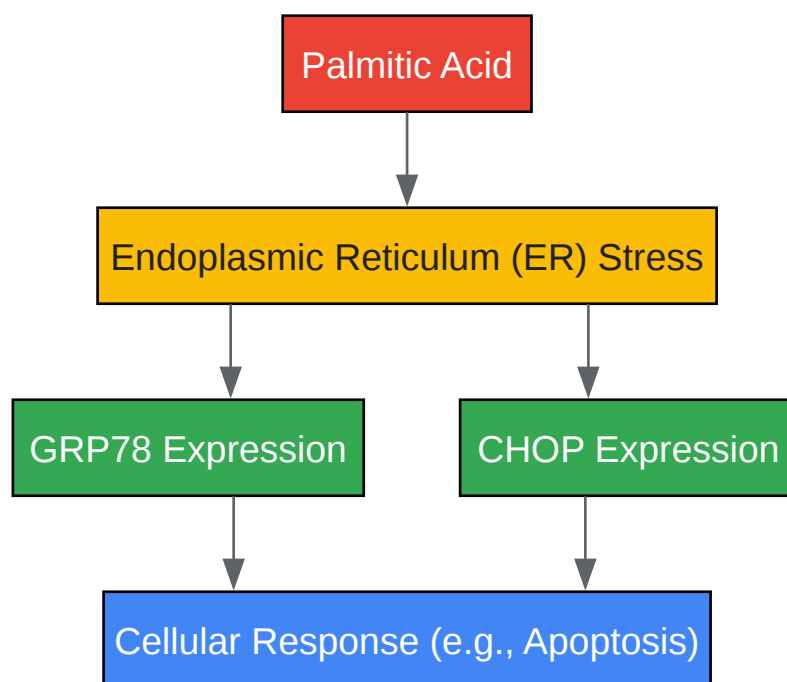 Palmitic Acid
Endoplasmic Reticulum (ER) Stress
GRP78 Expression
CHOP Expression
Cellular Response (e.g., Apoptosis)